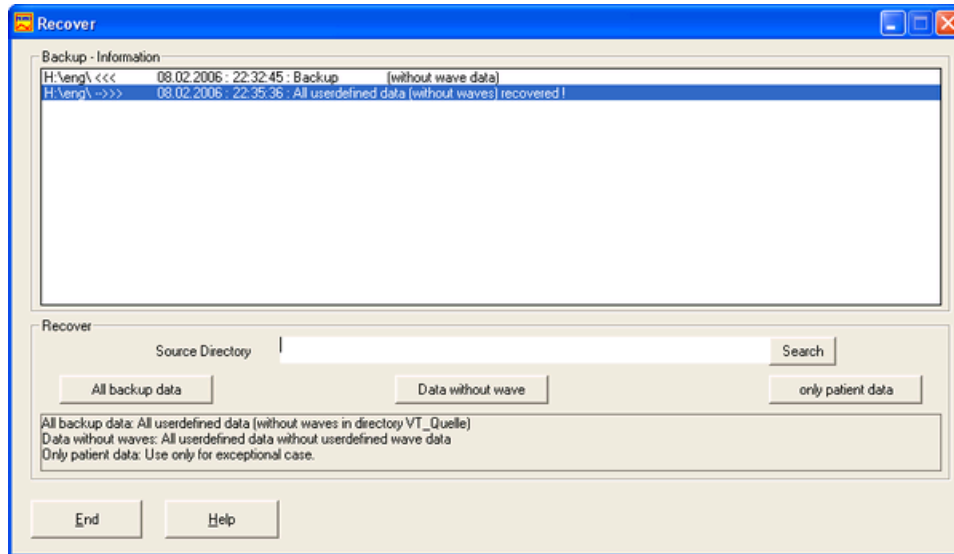 Recover
Backup - Information
H:\eng\ <<< 08.02.2006 : 22:32:45 : Backup (without wave data)
H:\eng\ -->>> 08.02.2006 : 22:35:36 : All userdefined data (without waves) recovered !
Recover
Source Directory Search
All backup data Data without wave only patient data
All backup data: All userdefined data (without waves in directory VT_Quelle)
Data without waves: All userdefined data without userdefined wave data
Only patient data: Use only for exceptional case.
End Help